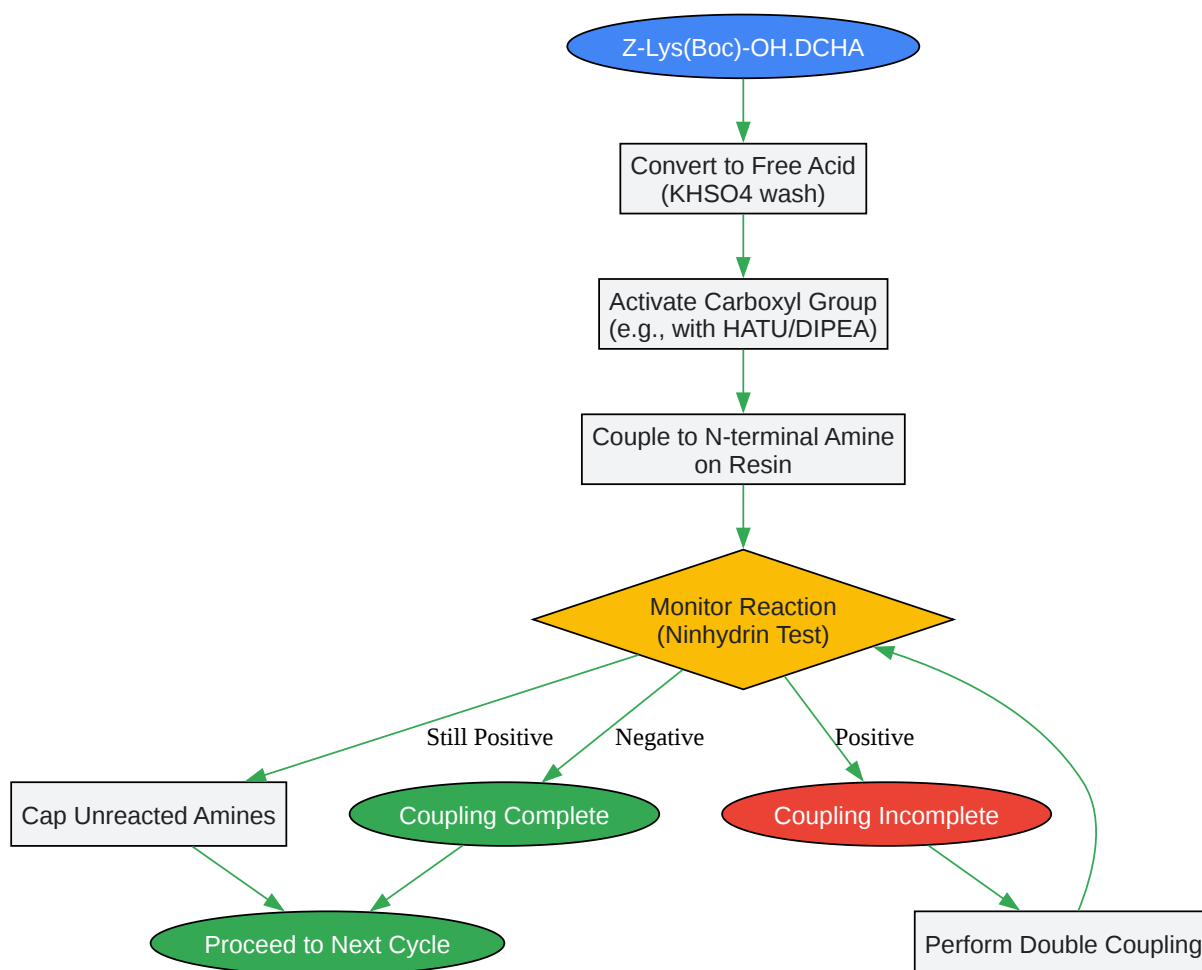 Z-Lys(Boc)-OH.DCHA
Convert to Free Acid
(KHSO4 wash)
Activate Carboxyl Group
(e.g., with HATU/DIPEA)
Couple to N-terminal Amine
on Resin
Monitor Reaction
(Ninhydrin Test)
Still Positive
Negative
Positive
Cap Unreacted Amines
Coupling Complete
Coupling Incomplete
Proceed to Next Cycle
Perform Double Coupling